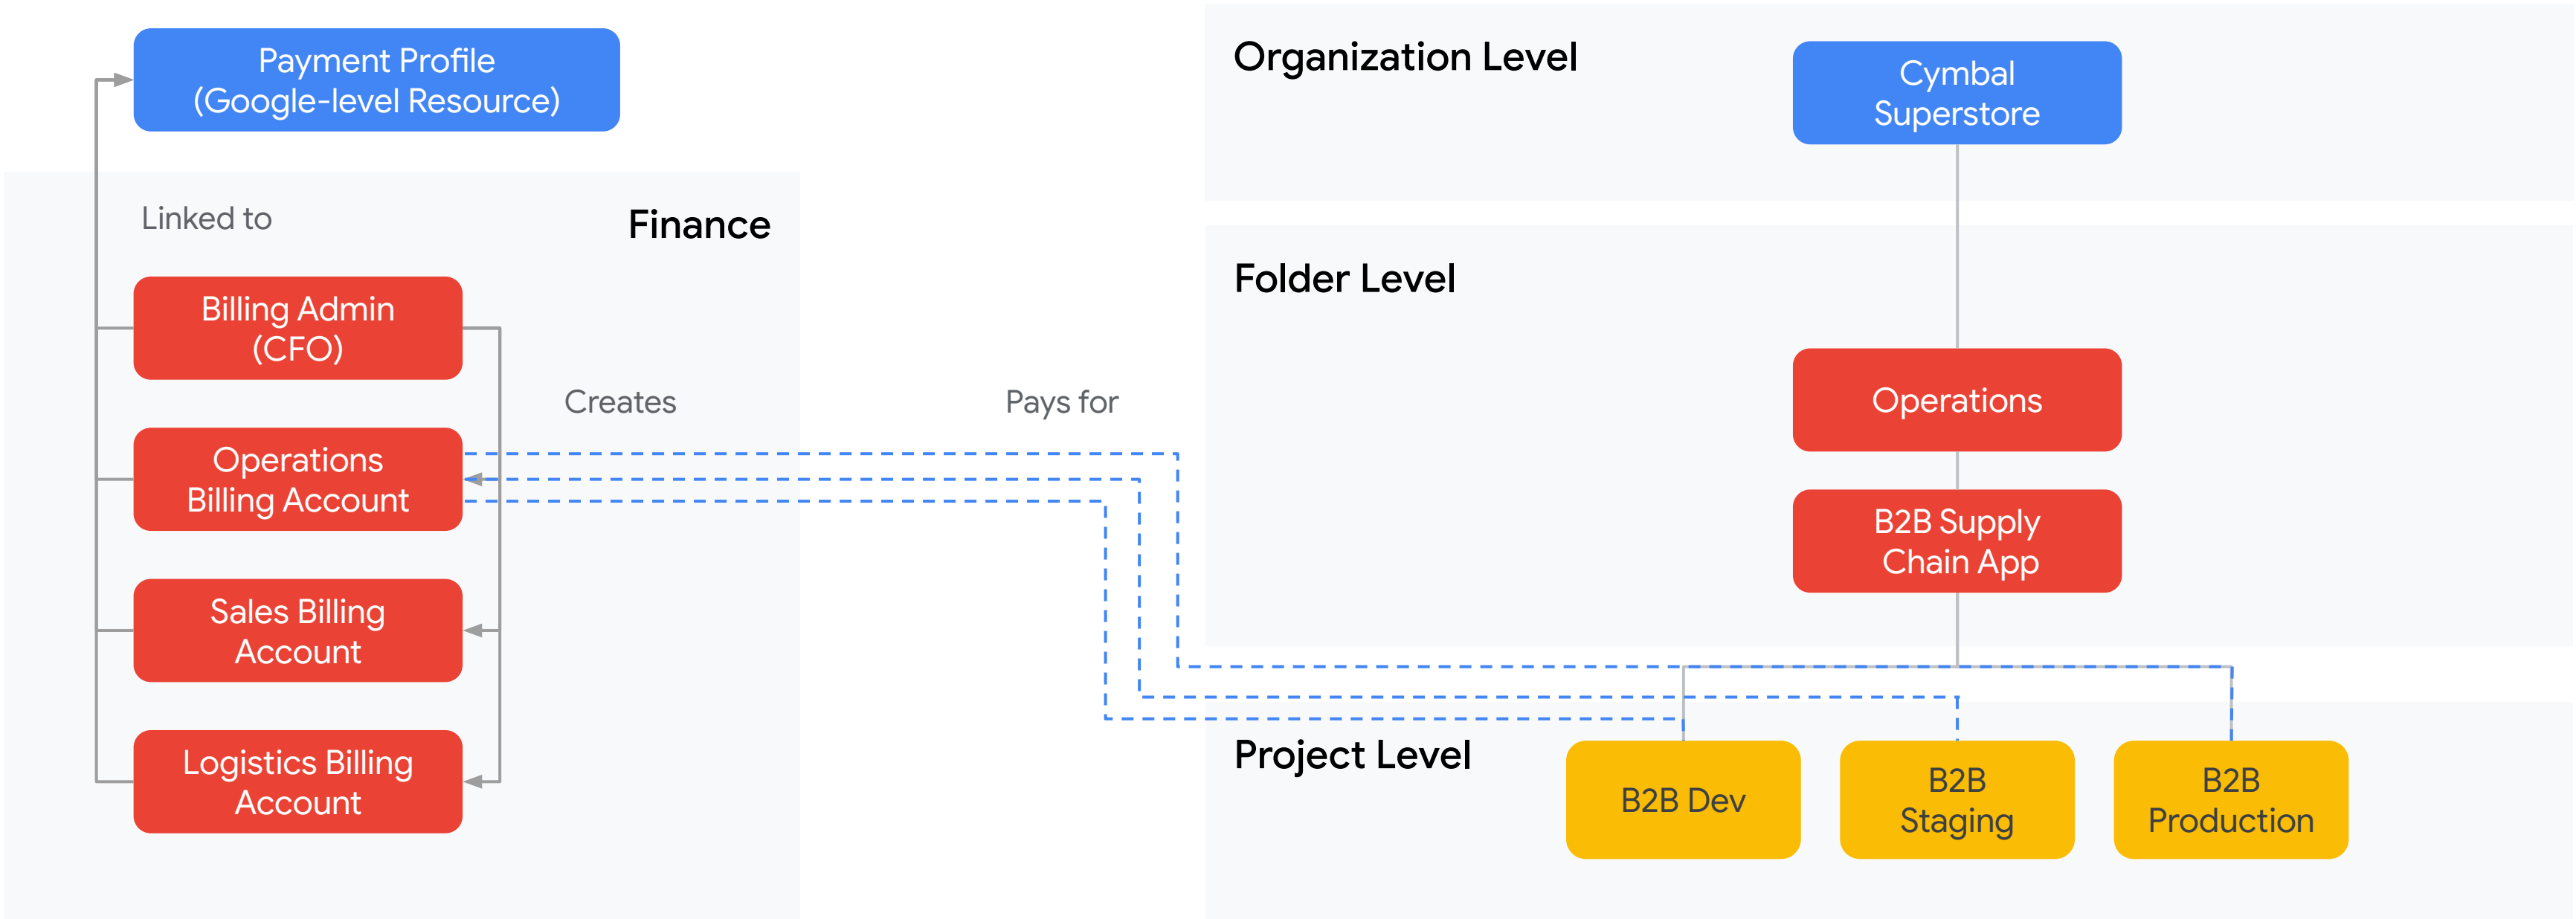 Payment Profile
(Google-level Resource)
Linked to
Finance
Billing Admin
(CFO)
Creates
Operations
Billing Account
Sales Billing
Account
Logistics Billing
Account
Pays for
Organization Level
Cymbal
Superstore
Folder Level
Operations
B2B Supply
Chain App
Project Level
B2B Dev
B2B
Staging
B2B
Production